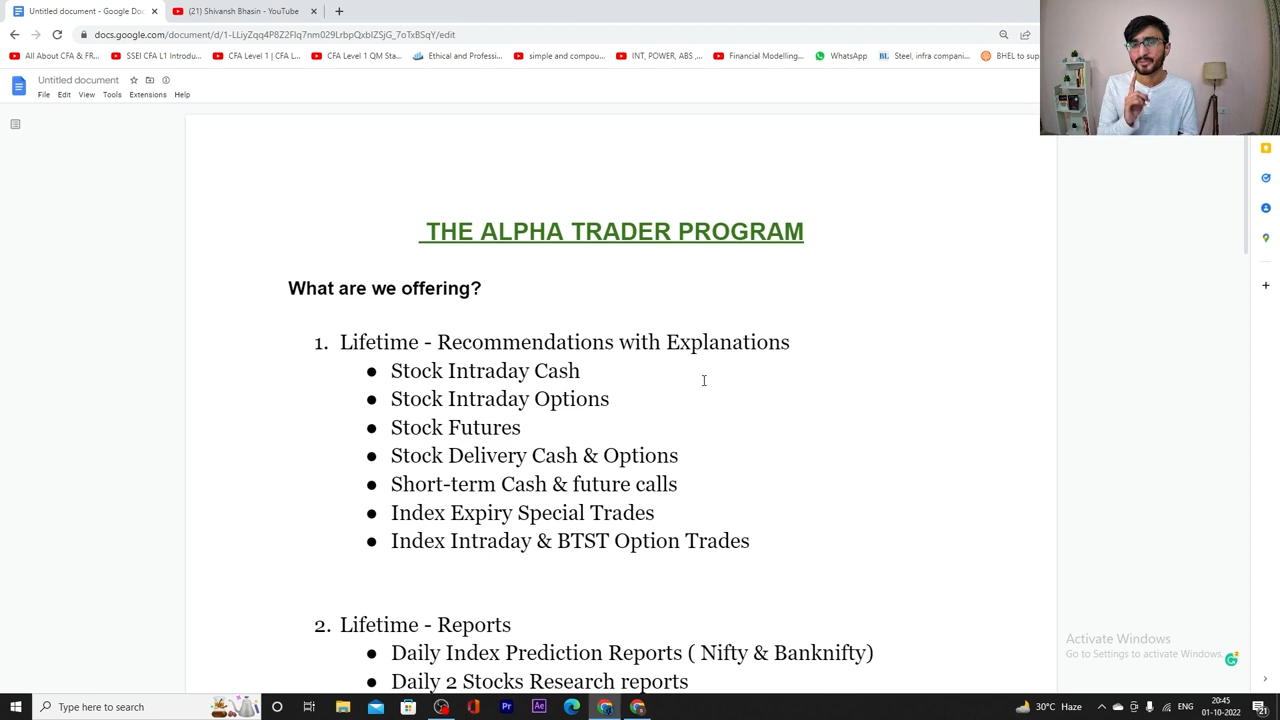 Untitled document - Google Doc
(21) Shivansh Bhasin - YouTube
docs.google.com/document/d/1-LLiyZqq4P8Z2FIq7nm029LrbpQxbIZSjG_7oTxBSqY/edit
All About CFA & FR...
SSEI CFA L1 Introdu...
CFA Level 1 | CFA C...
CFA Level 1 QM Sta...
Ethical and Professi...
simple and compou...
INT, POWER, ABS ,...
Financial Modelling...
WhatsApp
Steel, infra compani...
BHEL to sup
Untitled document
File Edit View Tools Extensions Help
THE ALPHA TRADER PROGRAM
What are we offering?
1. Lifetime - Recommendations with Explanations
● Stock Intraday Cash
● Stock Intraday Options
● Stock Futures
● Stock Delivery Cash & Options
● Short-term Cash & future calls
● Index Expiry Special Trades
● Index Intraday & BTST Option Trades
2. Lifetime - Reports
● Daily Index Prediction Reports ( Nifty & Banknifty)
● Daily 2 Stocks Research reports
Activate Windows
Go to Settings to activate Windows.
Type here to search
Pr
Ae
30°C Haze
ENG
20:45
01-10-2022
21